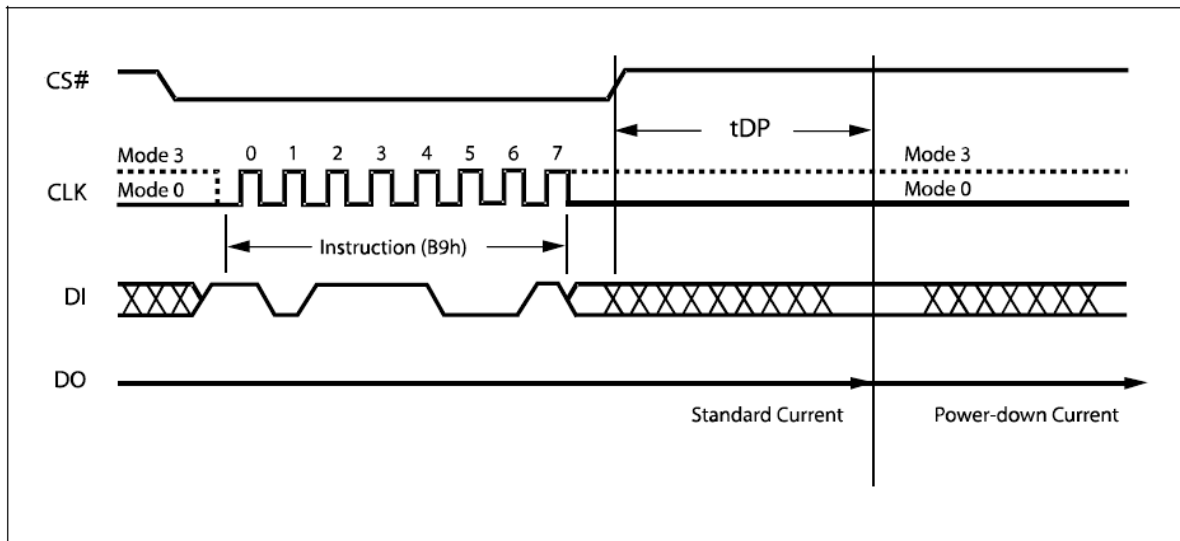 CS#
tDP
Mode 3 0 1 2 3 4 5 6 7 Mode 3
CLK Mode 0 Mode 0
Instruction (B9h)
DI
DO
Standard Current Power-down Current